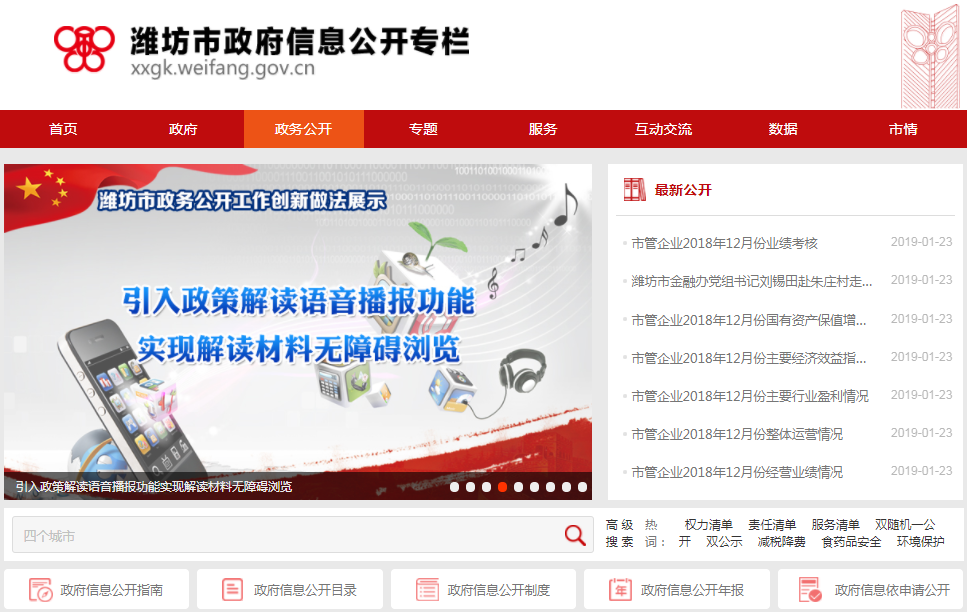 潍坊市政府信息公开专栏
xxgk.weifang.gov.cn
首页 政府 政务公开 专题 服务 互动交流 数据 市情
潍坊市政务公开工作创新做法展示
引入政策解读语音播报功能
实现解读材料无障碍浏览
引入政策解读语音播报功能实现解读材料无障碍浏览
最新公开
市管企业2018年12月份业绩考核 2019-01-23
潍坊市金融办党组书记刘锡田赴朱庄村走... 2019-01-23
市管企业2018年12月份国有资产保值增... 2019-01-23
市管企业2018年12月份主要经济效益指... 2019-01-23
市管企业2018年12月份主要行业盈利情况 2019-01-23
市管企业2018年12月份整体运营情况 2019-01-23
市管企业2018年12月份经营业绩情况 2019-01-23
四个城市
高 级 热 权力清单 责任清单 服务清单 双随机一公
搜 索 词： 开 双公示 减税降费 食药品安全 环境保护
政府信息公开指南 政府信息公开目录 政府信息公开制度 政府信息公开年报 政府信息依申请公开